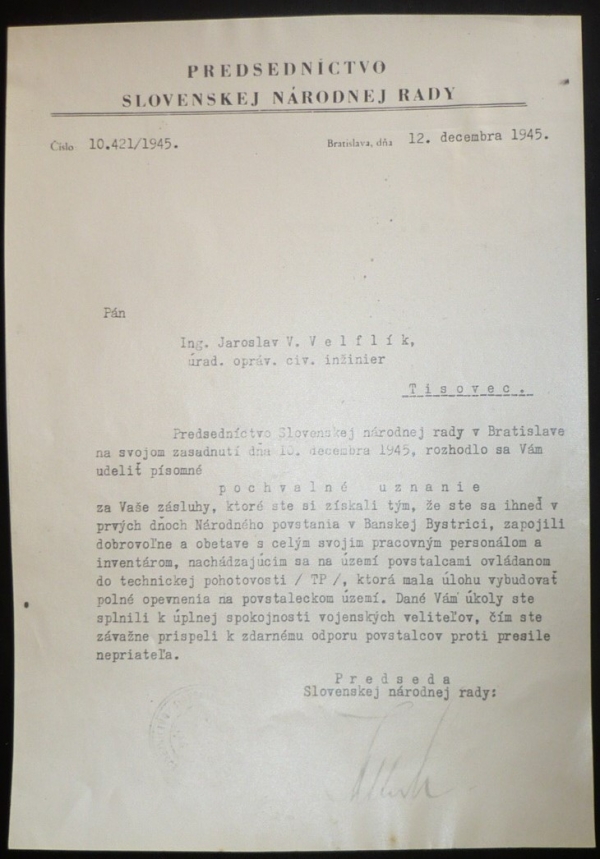 PREDSEDNÍCTVO
SLOVENSKEJ NÁRODNEJ RADY
Číslo 10.421/1945. Bratislava, dňa 12. decembra 1945.
Pán
Ing. Jaroslav V. V e l f l í k,
úrad. opráv. civ. inžinier
T i s o v e c .
Predsedníctvo Slovenskej národnej rady v Bratislave
na svojom zasadnutí dňa 10. decembra 1945, rozhodlo sa Vám
udeliť písomné
p o c h v a l n é u z n a n i e
za Vaše zásluhy, ktoré ste si získali tým, že ste sa ihneď v
prvých dňoch Národného povstania v Banskej Bystrici, zapojili
dobrovoľne a obetave s celým svojim pracovným personálom a
inventárom, nachádzajúcim sa na území povstalcami ovládanom
do technickej pohotovosti / TP /, ktorá mala úlohu vybudovať
polné opevnenia na povstaleckom území. Dané Vám úkoly ste
splnili k úplnej spokojnosti vojenských veliteľov, čím ste
závažne prispeli k zdarnému odporu povstalcov proti presile
nepriateľa.
P r e d s e d a
Slovenskej národnej rady: